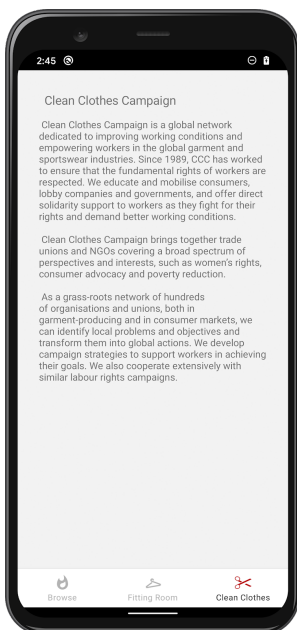 2:45
Clean Clothes Campaign
Clean Clothes Campaign is a global network
dedicated to improving working conditions and
empowering workers in the global garment and
sportswear industries. Since 1989, CCC has worked
to ensure that the fundamental rights of workers are
respected. We educate and mobilise consumers,
lobby companies and governments, and offer direct
solidarity support to workers as they fight for their
rights and demand better working conditions.
Clean Clothes Campaign brings together trade
unions and NGOs covering a broad spectrum of
perspectives and interests, such as women's rights,
consumer advocacy and poverty reduction.
As a grass-roots network of hundreds
of organisations and unions, both in
garment-producing and in consumer markets, we
can identify local problems and objectives and
transform them into global actions. We develop
campaign strategies to support workers in achieving
their goals. We also cooperate extensively with
similar labour rights campaigns.
Browse Fitting Room Clean Clothes